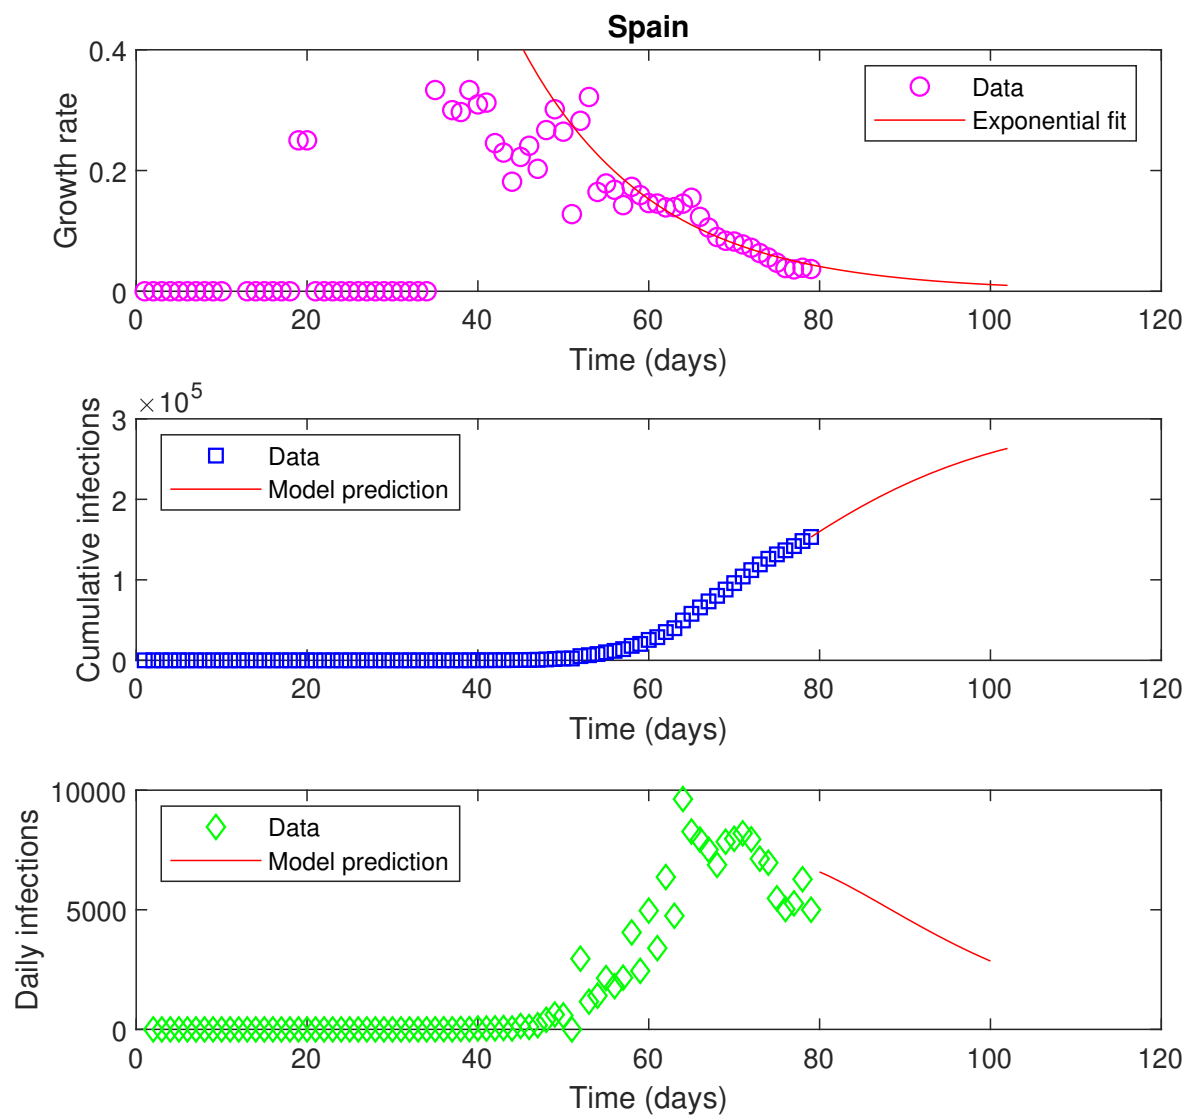 Spain
Growth rate
0.4
0.2
0
Data
Exponential fit
0 20 40 60 80 100 120
Time (days)
Cumulative infections
×10^5
3
2
1
0
Data
Model prediction
0 20 40 60 80 100 120
Time (days)
Daily infections
10000
5000
0
Data
Model prediction
0 20 40 60 80 100 120
Time (days)